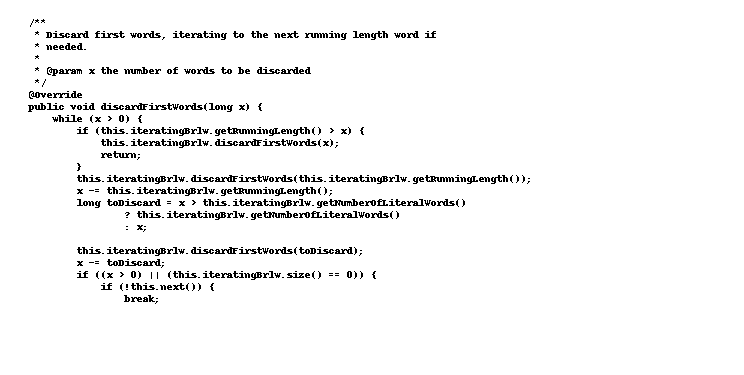 /**
 * Discard first words, iterating to the next running length word if
 * needed.
 *
 * @param x the number of words to be discarded
 */
@Override
public void discardFirstWords(long x) {
    while (x > 0) {
        if (this.iteratingBrlw.getRunningLength() > x) {
            this.iteratingBrlw.discardFirstWords(x);
            return;
        }
        this.iteratingBrlw.discardFirstWords(this.iteratingBrlw.getRunningLength());
        x -= this.iteratingBrlw.getRunningLength();
        long toDiscard = x > this.iteratingBrlw.getNumberOfLiteralWords()
                ? this.iteratingBrlw.getNumberOfLiteralWords()
                : x;

        this.iteratingBrlw.discardFirstWords(toDiscard);
        x -= toDiscard;
        if ((x > 0) || (this.iteratingBrlw.size() == 0)) {
            if (!this.next()) {
                break;